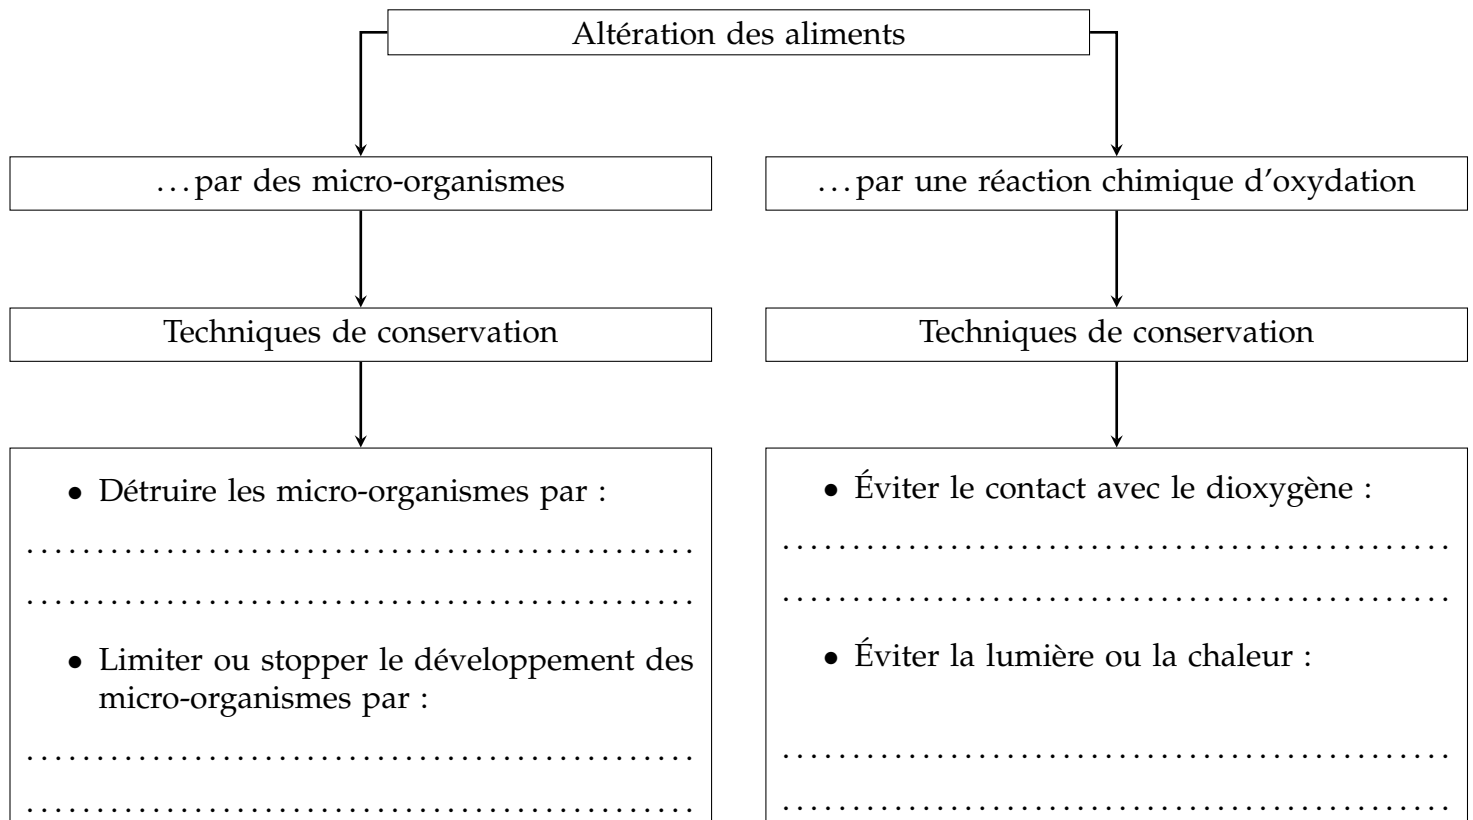 Altération des aliments
...par des micro-organismes
...par une réaction chimique d'oxydation
Techniques de conservation
Techniques de conservation
• Détruire les micro-organismes par :
................................................
................................................
• Limiter ou stopper le développement des
micro-organismes par :
................................................
................................................
• Éviter le contact avec le dioxygène :
................................................
................................................
• Éviter la lumière ou la chaleur :
................................................
................................................